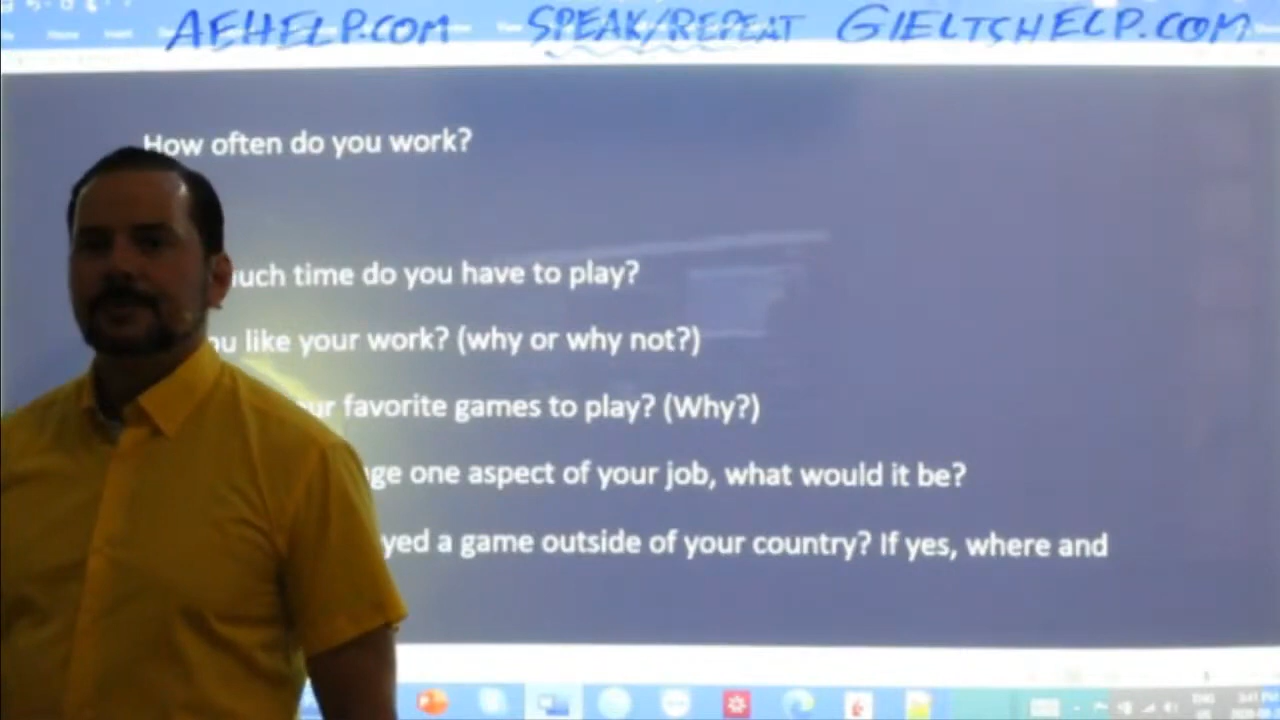 AEHELP.COM SPEAK/REPEAT GIELTSHELP.COM
How often do you work?
uch time do you have to play?
ou like your work? (why or why not?)
ur favorite games to play? (Why?)
ge one aspect of your job, what would it be?
yed a game outside of your country? If yes, where and